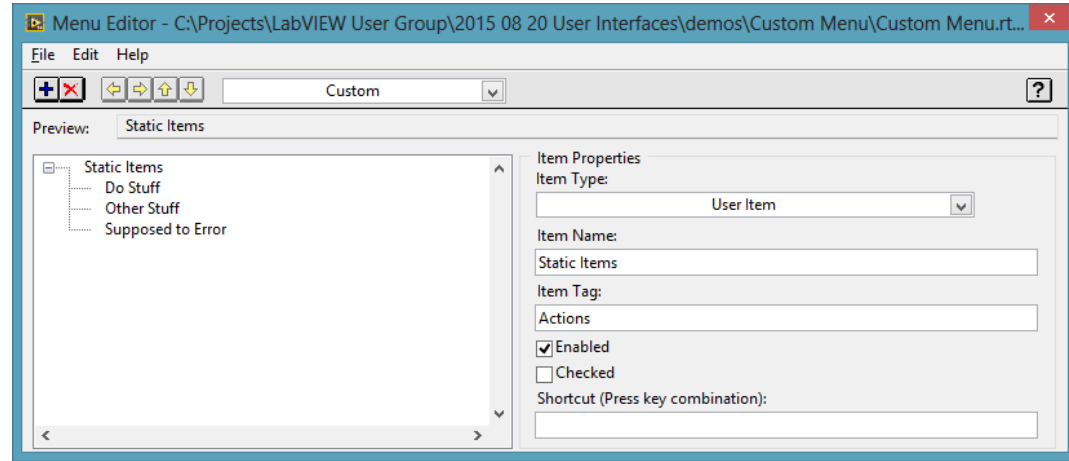 Menu Editor - C:\Projects\LabVIEW User Group\2015 08 20 User Interfaces\demos\Custom Menu\Custom Menu.rt...
File Edit Help
Custom
?
Preview: Static Items
Static Items
Do Stuff
Other Stuff
Supposed to Error
Item Properties
Item Type:
User Item
Item Name:
Static Items
Item Tag:
Actions
Enabled
Checked
Shortcut (Press key combination):